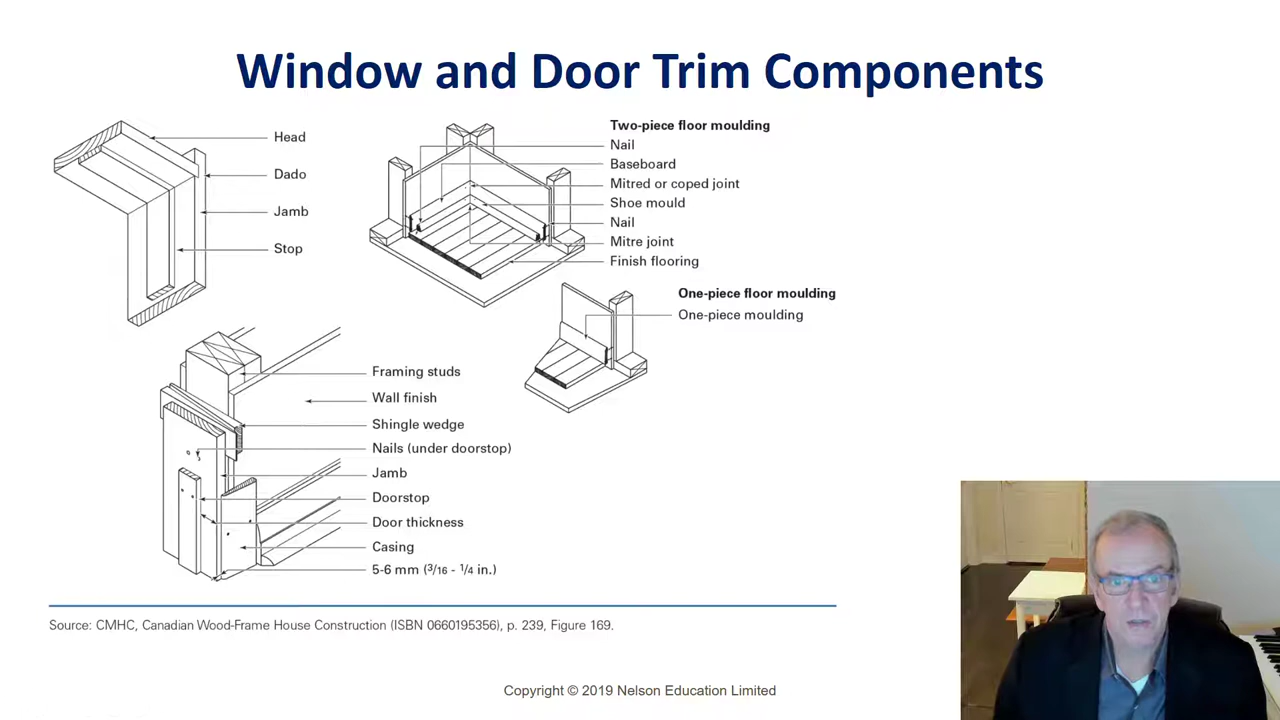 Window and Door Trim Components
Head
Dado
Jamb
Stop
Two-piece floor moulding
Nail
Baseboard
Mitred or coped joint
Shoe mould
Nail
Mitre joint
Finish flooring
One-piece floor moulding
One-piece moulding
Framing studs
Wall finish
Shingle wedge
Nails (under doorstop)
Jamb
Doorstop
Door thickness
Casing
5-6 mm (3/16 - 1/4 in.)
Source: CMHC, Canadian Wood-Frame House Construction (ISBN 0660195356), p. 239, Figure 169.
Copyright © 2019 Nelson Education Limited